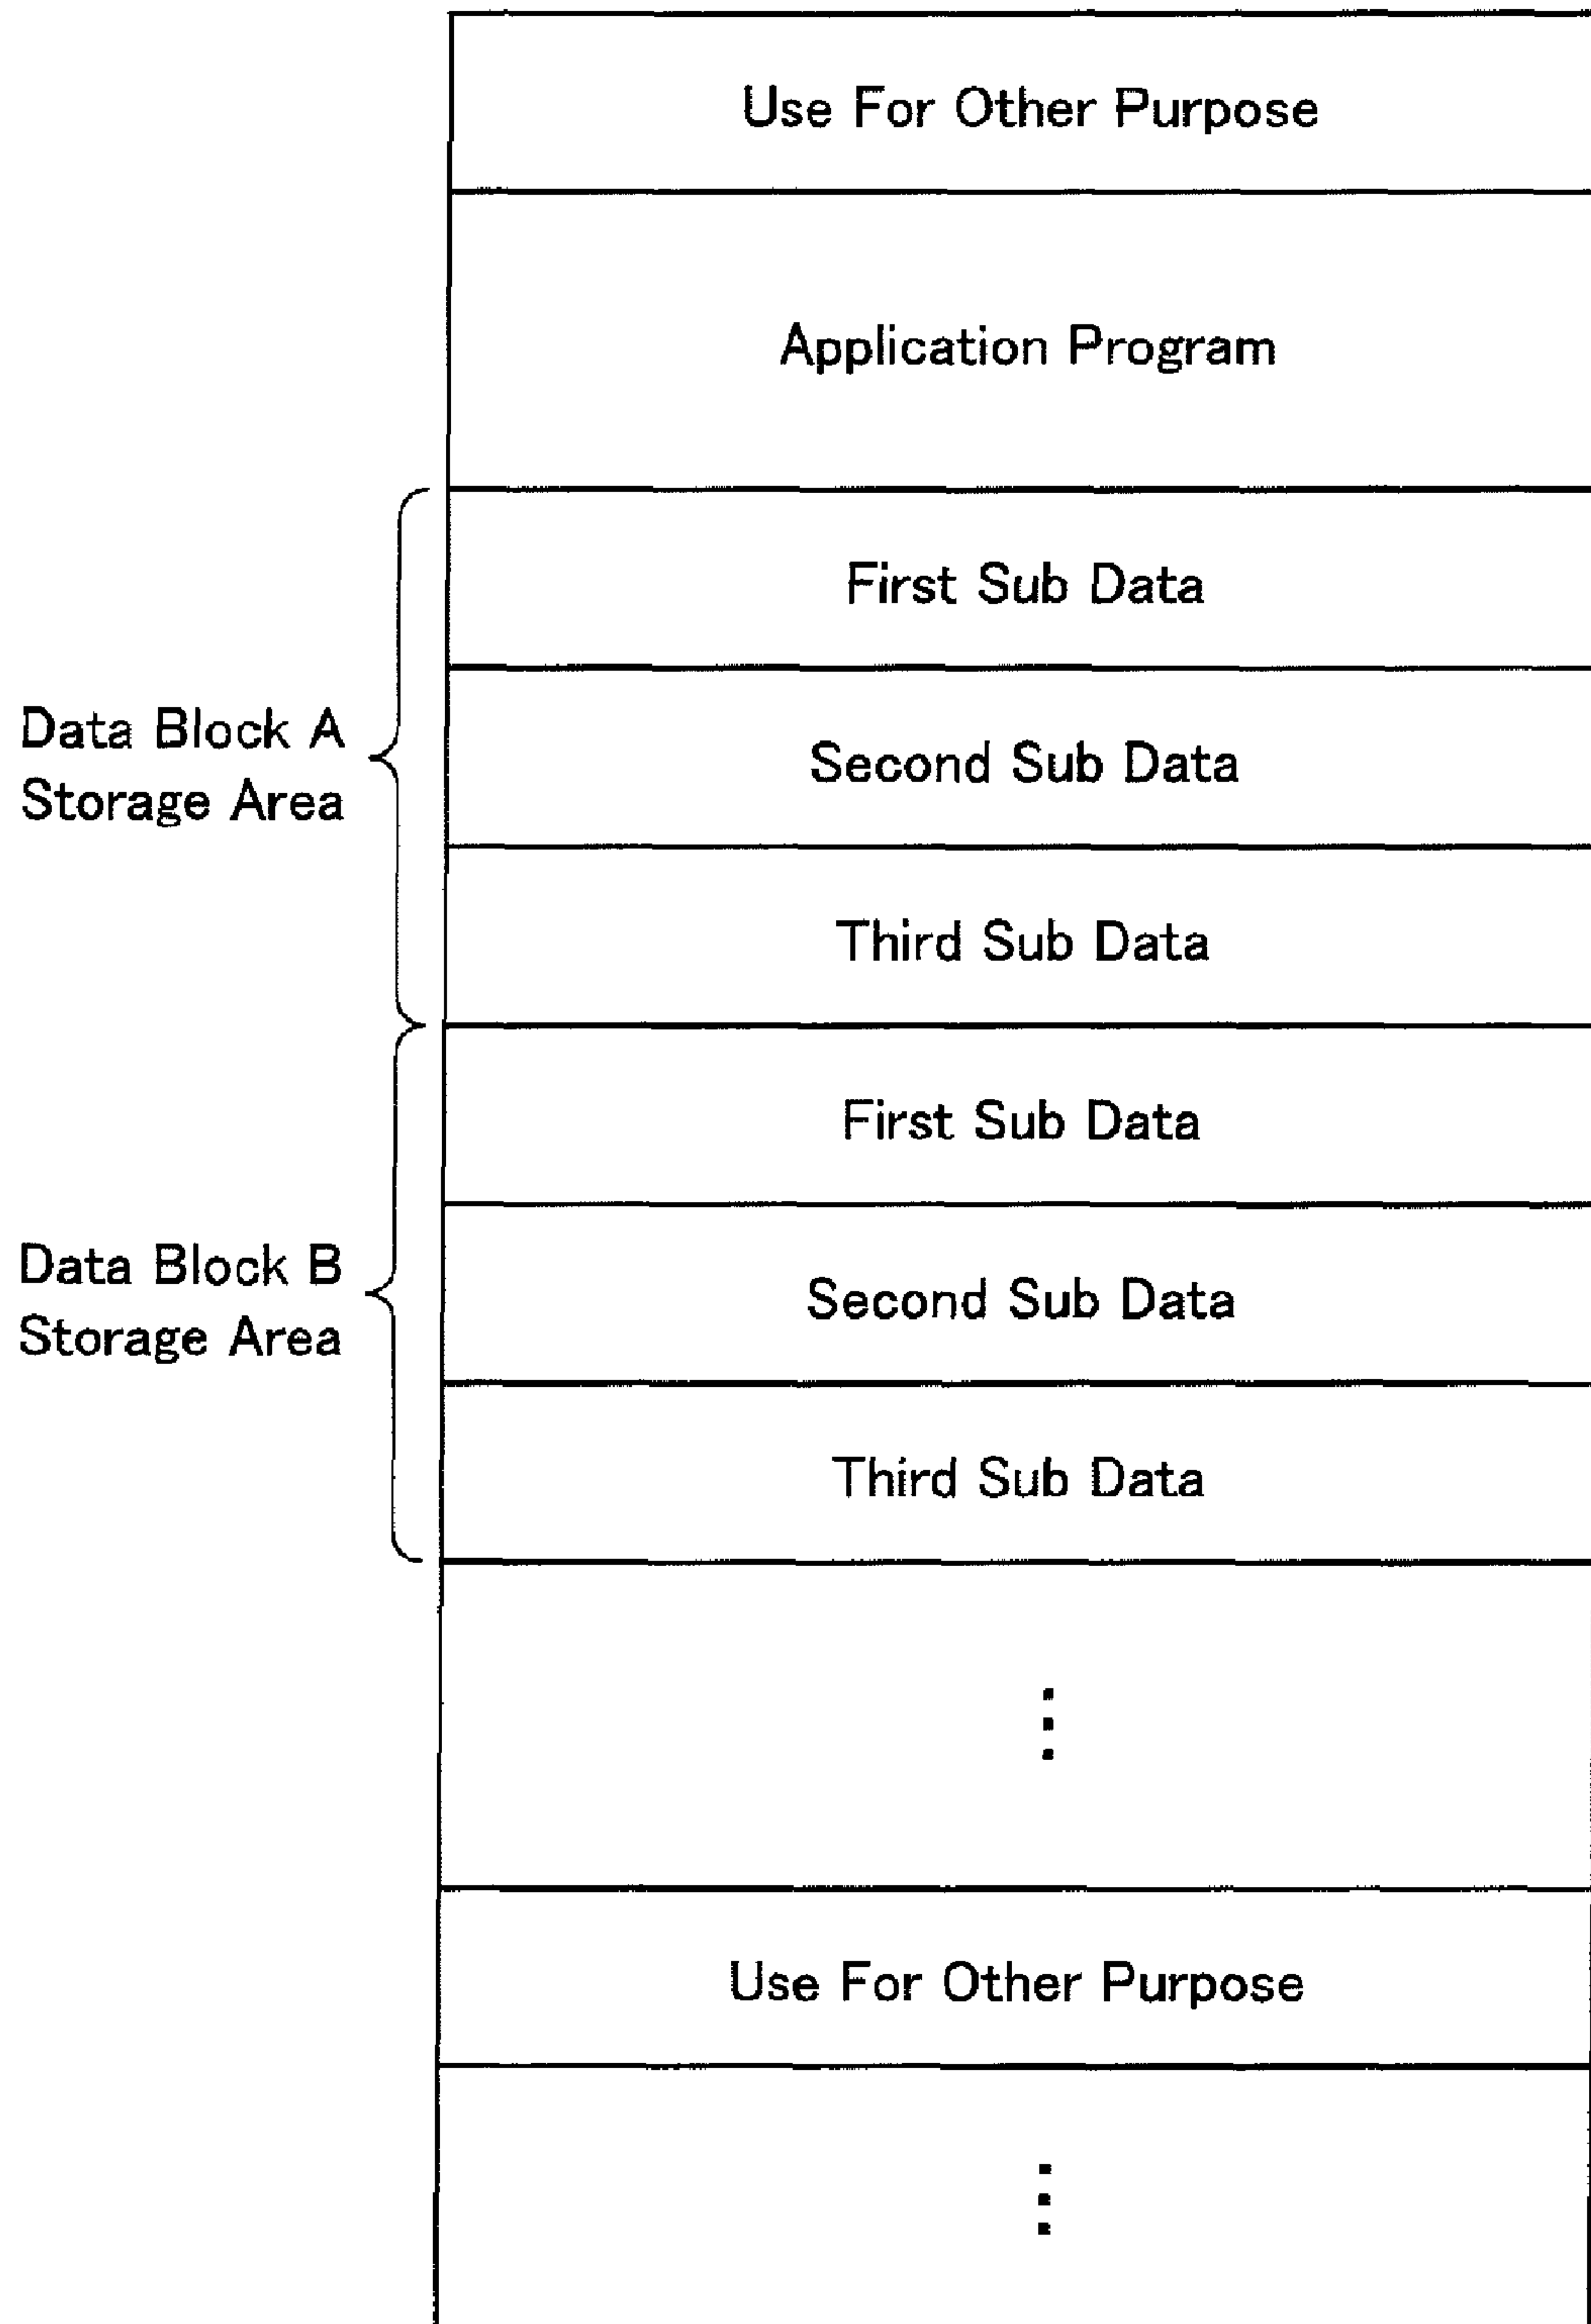 Use For Other Purpose
Application Program
First Sub Data
Data Block A
Storage Area
Second Sub Data
Third Sub Data
First Sub Data
Data Block B
Storage Area
Second Sub Data
Third Sub Data
Use For Other Purpose